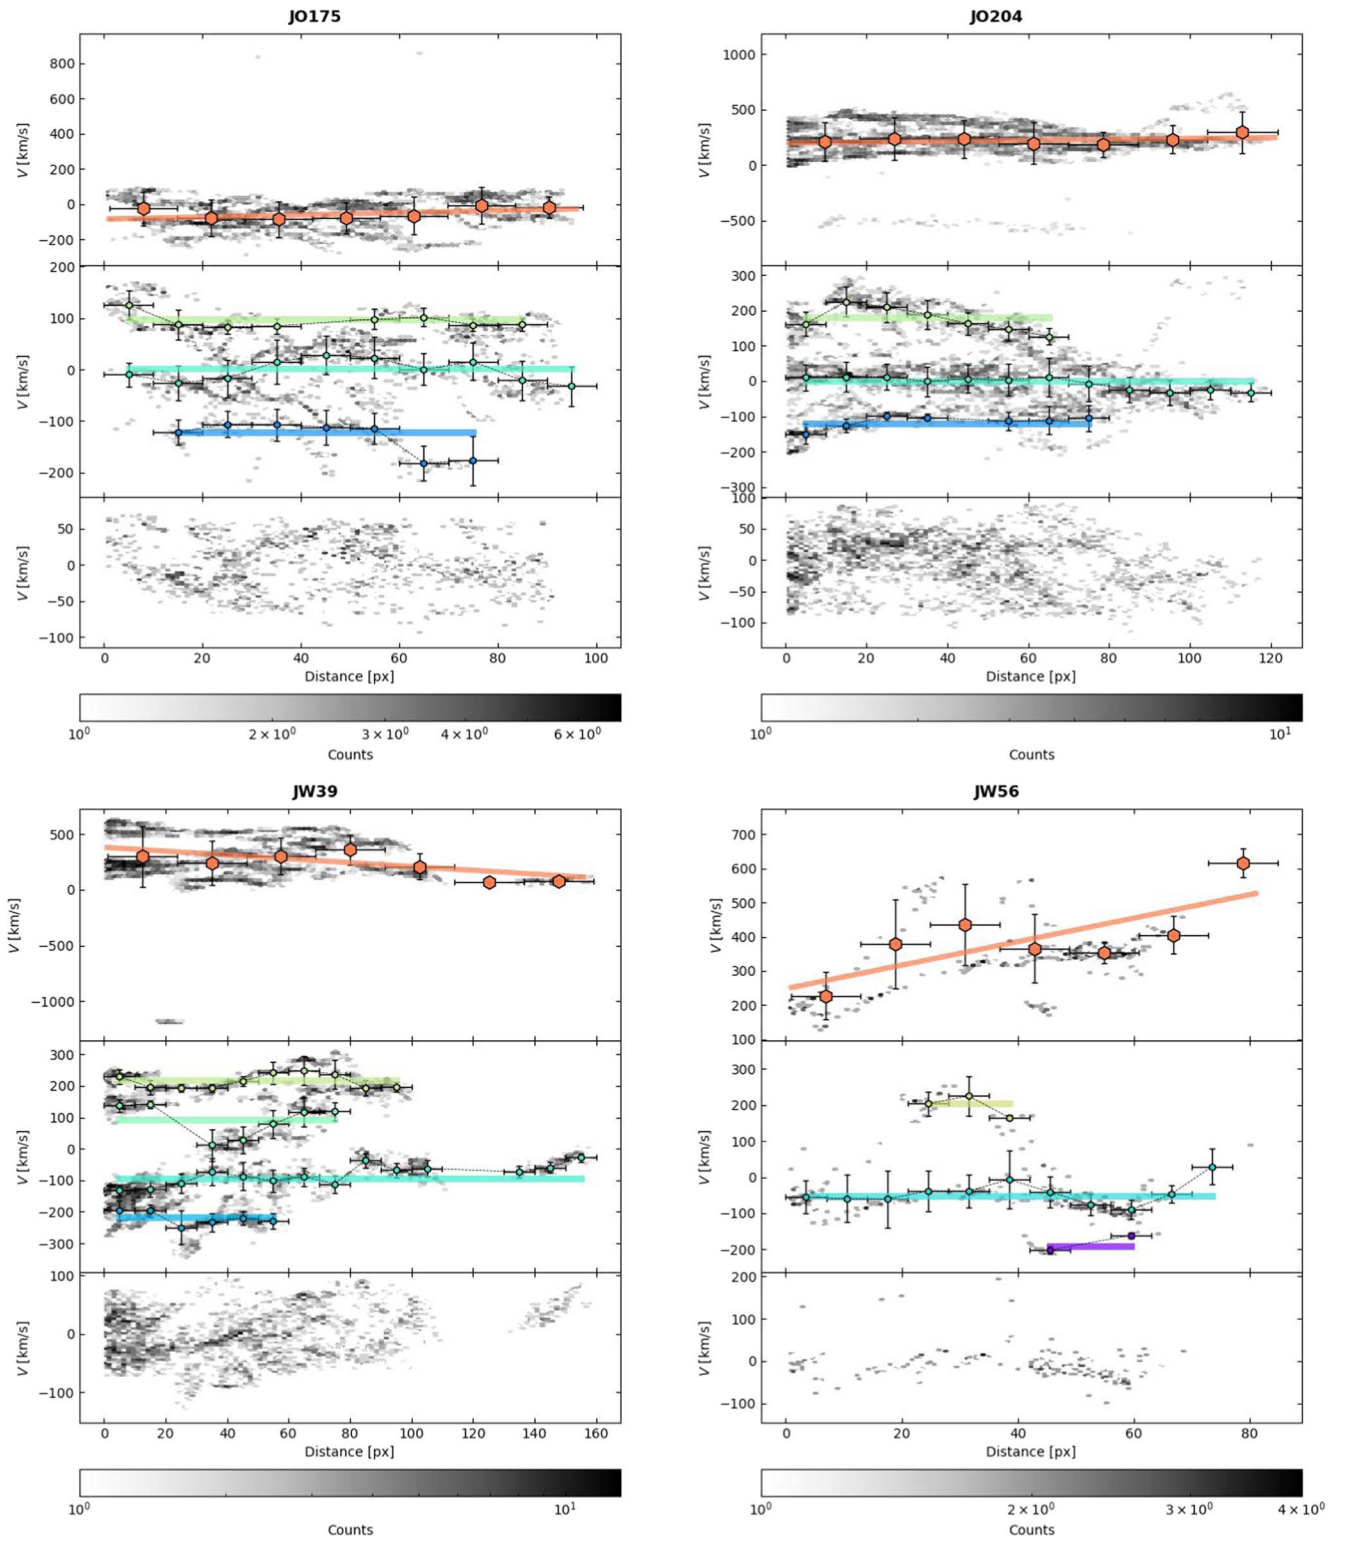 JO175
800
600
400
200
0
−200
V [km/s]
200
100
0
−100
−200
V [km/s]
50
0
−50
−100
V [km/s]
0 20 40 60 80 100
Distance [px]
10⁰ 2 × 10⁰ 3 × 10⁰ 4 × 10⁰ 6 × 10⁰
Counts
JO204
1000
500
0
−500
V [km/s]
300
200
100
0
−100
−200
−300
V [km/s]
100
50
0
−50
−100
V [km/s]
0 20 40 60 80 100 120
Distance [px]
10⁰ 10¹
Counts
JW39
500
0
−500
−1000
V [km/s]
300
200
100
0
−100
−200
−300
V [km/s]
100
0
−100
V [km/s]
0 20 40 60 80 100 120 140 160
Distance [px]
10⁰ 10¹
Counts
JW56
700
600
500
400
300
200
100
V [km/s]
300
200
100
0
−100
−200
V [km/s]
200
100
0
−100
V [km/s]
0 20 40 60 80
Distance [px]
10⁰ 2 × 10⁰ 3 × 10⁰ 4 × 10⁰
Counts